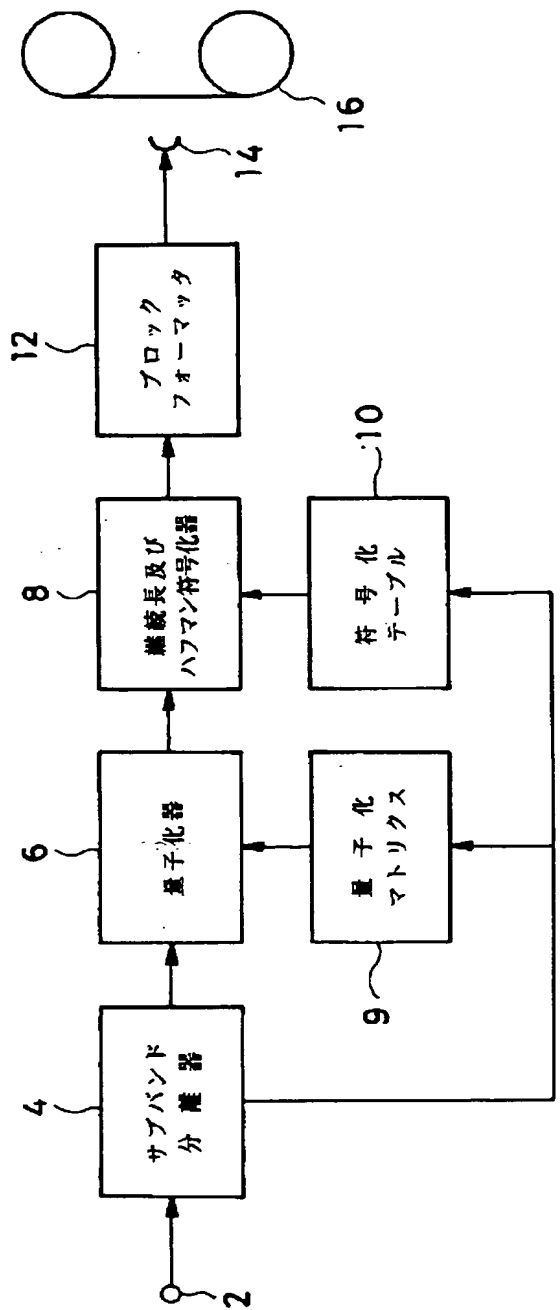 2
4
サブバンド
分離器
6
量子化器
9
量子化
マトリクス
8
継続長及び
ハフマン符号化器
10
符号化
テーブル
12
ブロック
フォーマッタ
14
16